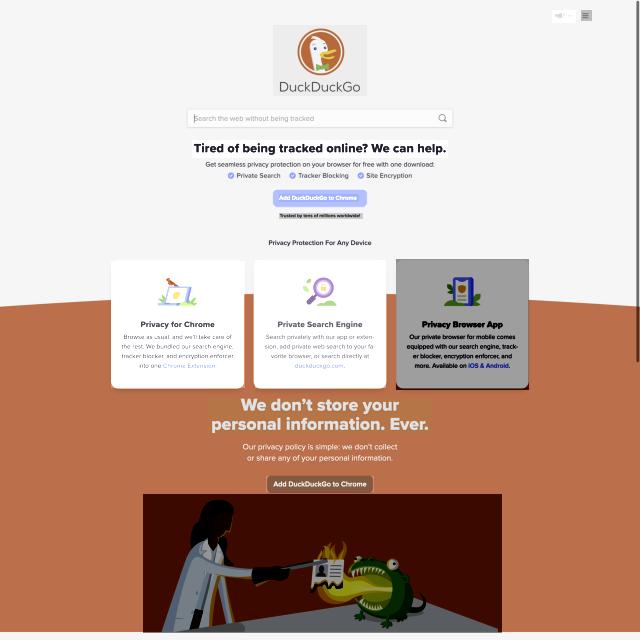 DuckDuckGo
Search the web without being tracked
Tired of being tracked online? We can help.
Get seamless privacy protection on your browser for free with one download:
Private Search Tracker Blocking Site Encryption
Add DuckDuckGo to Chrome
Trusted by tens of millions worldwide!
Privacy Protection For Any Device
Privacy for Chrome
Browse as usual, and we'll take care of
the rest. We bundled our search engine,
tracker blocker, and encryption enforcer
into one Chrome Extension
Private Search Engine
Search privately with our app or exten-
sion, add private web search to your fa-
vorite browser, or search directly at
duckduckgo.com.
Privacy Browser App
Our private browser for mobile comes
equipped with our search engine, track-
er blocker, encryption enforcer, and
more. Available on iOS & Android.
We don't store your
personal information. Ever.
Our privacy policy is simple: we don't collect
or share any of your personal information.
Add DuckDuckGo to Chrome